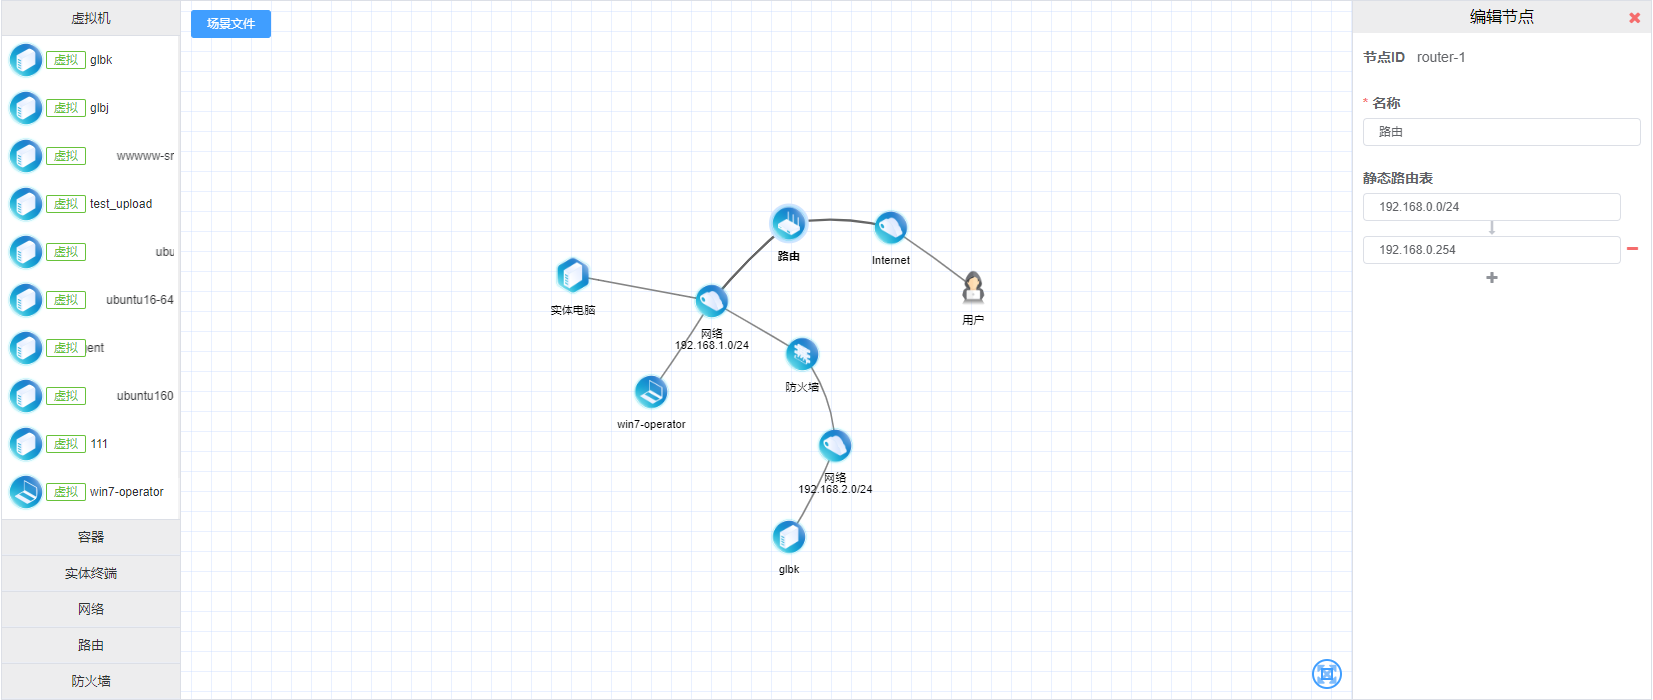 虚拟机
虚拟 glbk
虚拟 glbj
虚拟 wwwww-sr
虚拟 test_upload
虚拟 ubu
虚拟 ubuntu16-64
虚拟 ent
虚拟 ubuntu160
虚拟 111
虚拟 win7-operator
容器
实体终端
网络
路由
防火墙
场景文件
路由
Internet
实体电脑
用户
网络
192.168.1.0/24
防火墙
win7-operator
网络
192.168.2.0/24
glbk
编辑节点
节点ID router-1
* 名称
路由
静态路由表
192.168.0.0/24
192.168.0.254